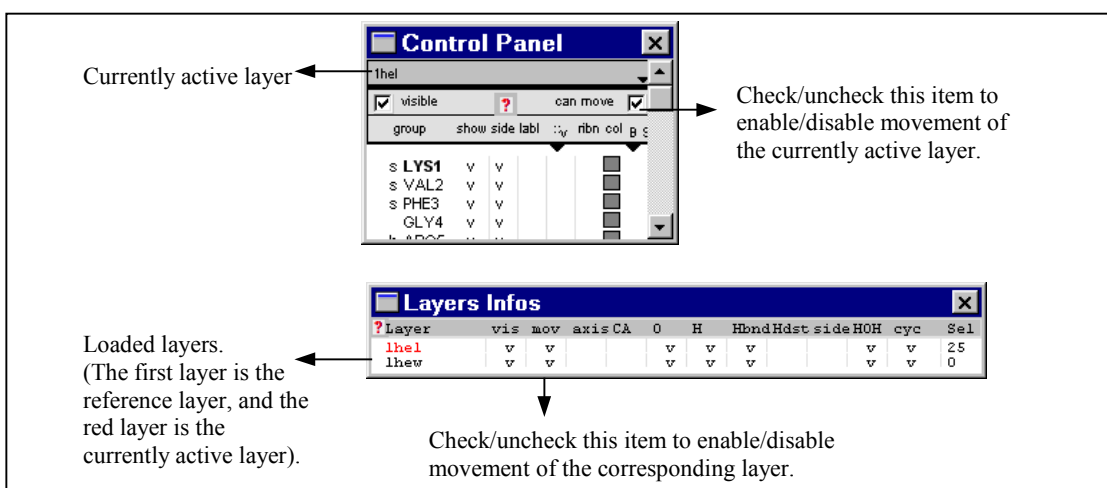 Control Panel
Currently active layer
1hel
visible ? can move
Check/uncheck this item to
enable/disable movement of
the currently active layer.
group show side labl ::v ribn col B S
s LYS1 v v
s VAL2 v v
s PHE3 v v
GLY4 v v
Layers Infos
?Layer vis mov axis CA O H Hbnd Hdst side HOH cyc Sel
1hel v v v v v v v 25
1hew v v v v v v v 0
Loaded layers.
(The first layer is the
reference layer, and the
red layer is the
currently active layer).
Check/uncheck this item to enable/disable
movement of the corresponding layer.